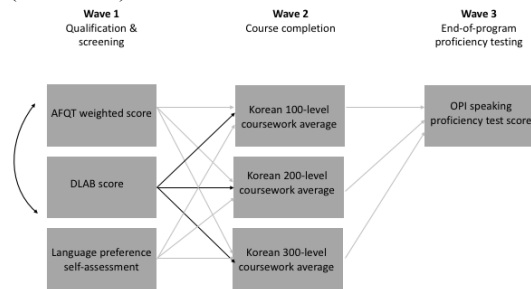 Wave 1
Qualification &
screening
Wave 2
Course completion
Wave 3
End-of-program
proficiency testing
AFQT weighted score
Korean 100-level
coursework average
OPI speaking
proficiency test score
DLAB score
Korean 200-level
coursework average
Language preference
self-assessment
Korean 300-level
coursework average